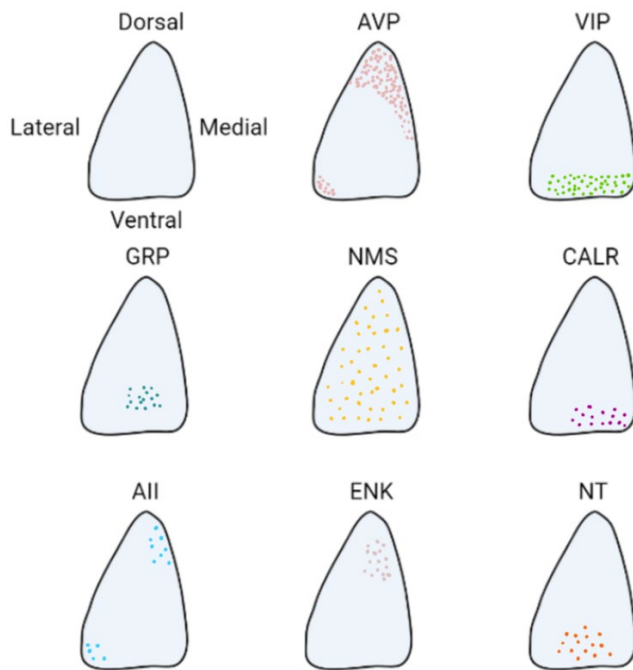 Dorsal
AVP
VIP
Lateral
Medial
Ventral
GRP
NMS
CALR
AII
ENK
NT